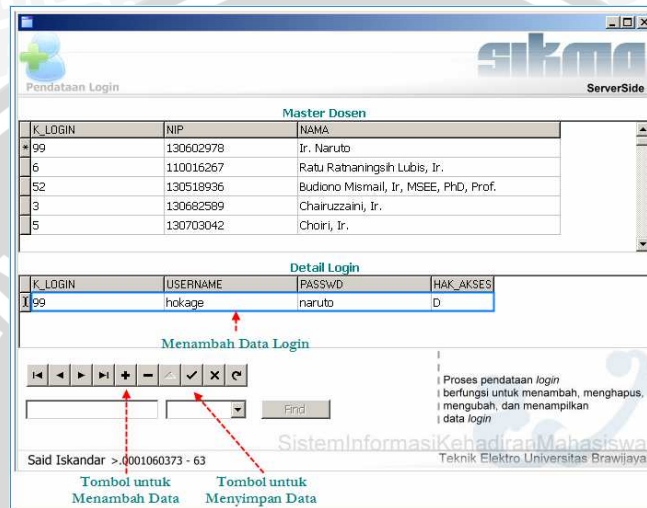 sikma
Pendataan Login
ServerSide
Master Dosen
K_LOGIN NIP NAMA
99 130602978 Ir. Naruto
6 110016267 Ratu Ratnaningsih Lubis, Ir.
52 130518936 Budiono Mismail, Ir, MSEE, PhD, Prof.
3 130682589 Chairuzzaini, Ir.
5 130703042 Choiri, Ir.
Detail Login
K_LOGIN USERNAME PASSWD HAK_AKSES
99 hokage naruto D
Menambah Data Login
Find
Proses pendataan login
berfungsi untuk menambah, menghapus,
mengubah, dan menampilkan
data login
SistemInformasiKehadiranMahasiswa
Said Iskandar >.0001060373 - 63
Teknik Elektro Universitas Brawijaya
Tombol untuk
Menambah Data
Tombol untuk
Menyimpan Data